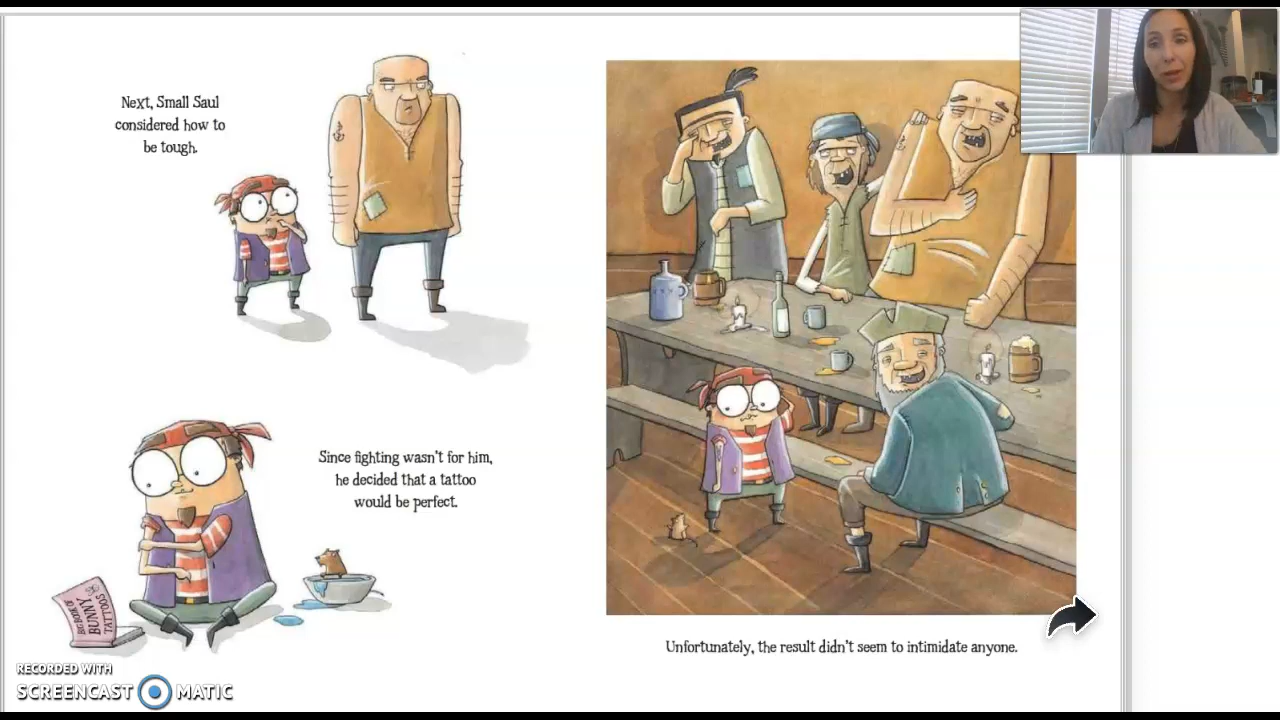 Next, Small Saul
considered how to
be tough.
Since fighting wasn't for him,
he decided that a tattoo
would be perfect.
BIG BOOK OF
BUNNY
TATTOOS
Unfortunately, the result didn't seem to intimidate anyone.
RECORDED WITH
SCREENCAST MATIC